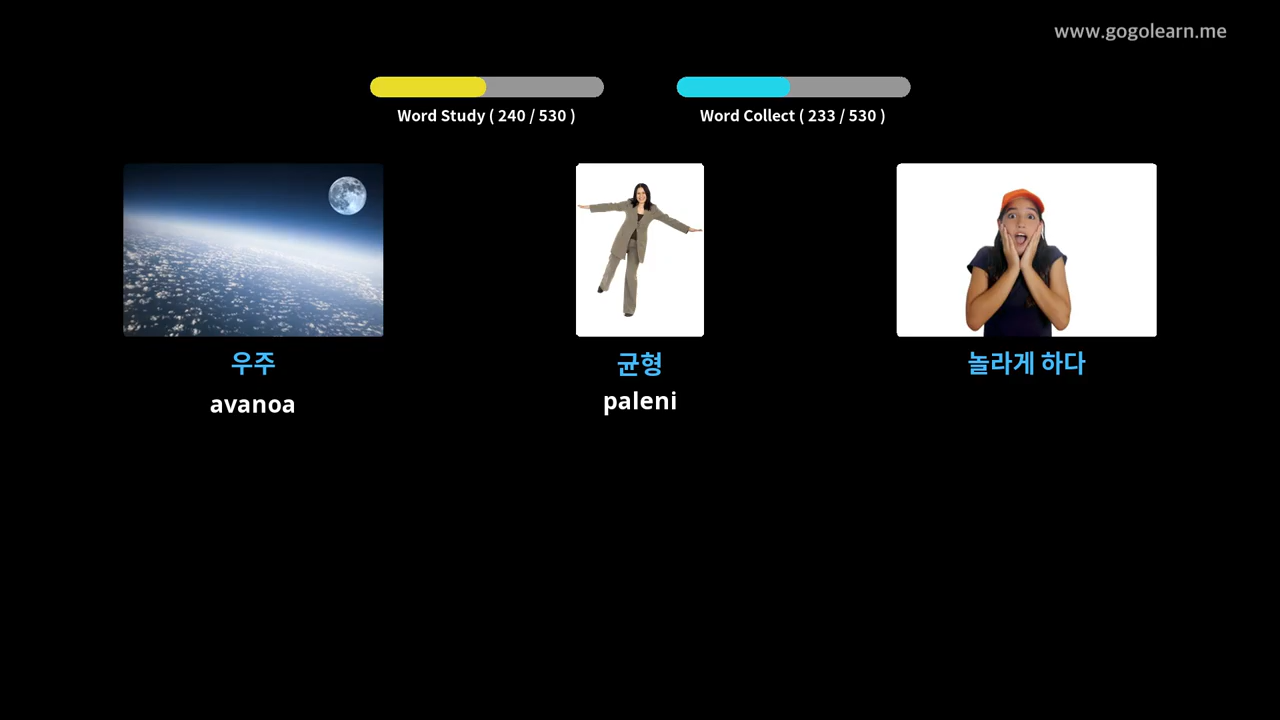 www.gogolearn.me
Word Study ( 240 / 530 )
Word Collect ( 233 / 530 )
우주
균형
놀라게 하다
avanoa
paleni